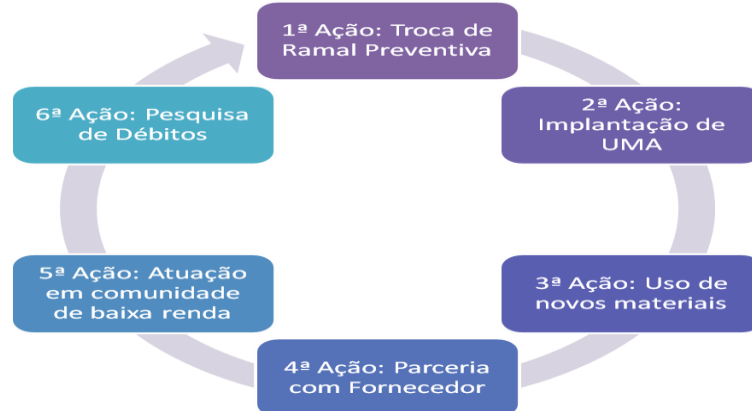 1ª Ação: Troca de
Ramal Preventiva
2ª Ação:
Implantação de
UMA
3ª Ação: Uso de
novos materiais
4ª Ação: Parceria
com Fornecedor
5ª Ação: Atuação
em comunidade
de baixa renda
6ª Ação: Pesquisa
de Débitos